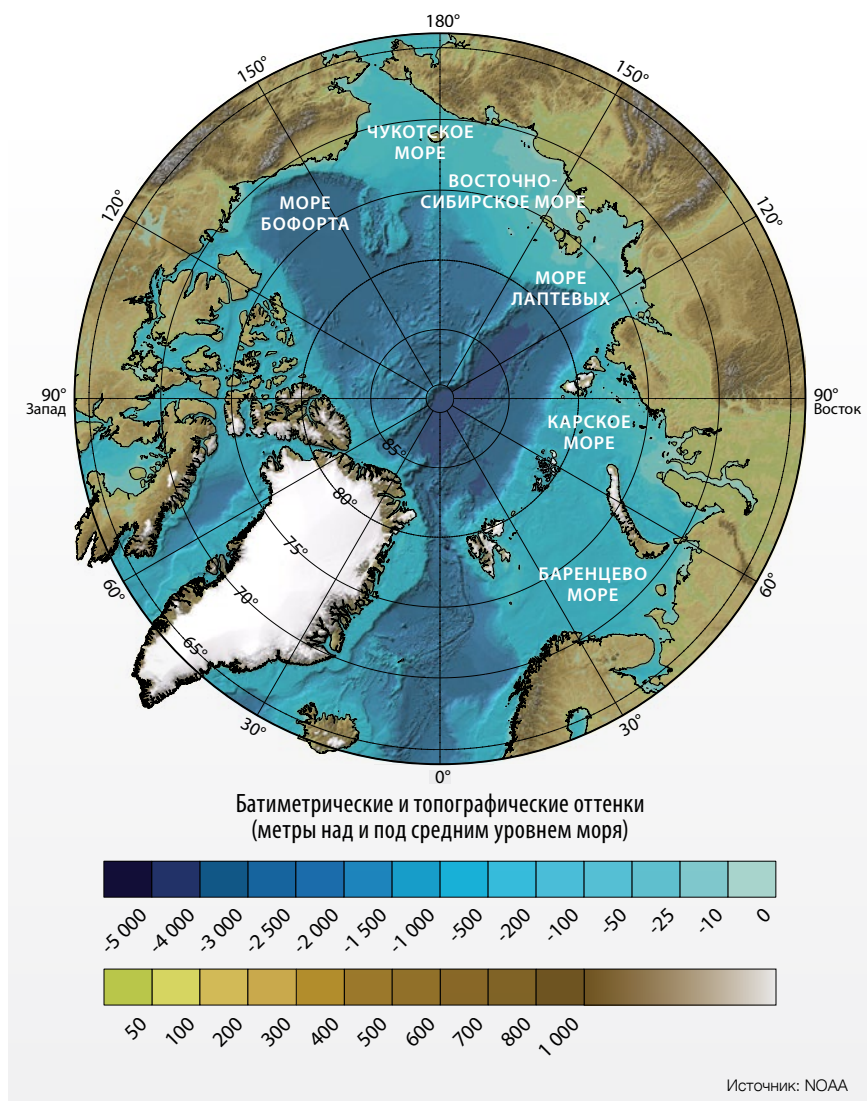 180°
150°
150°
ЧУКОТСКОЕ
МОРЕ
ВОСТОЧНО-
СИБИРСКОЕ МОРЕ
МОРЕ
БОФОРТА
120°
120°
МОРЕ
ЛАПТЕВЫХ
90°
Запад
90°
Восток
КАРСКОЕ
МОРЕ
85°
80°
75°
70°
65°
БАРЕНЦЕВО
МОРЕ
60°
60°
30°
30°
0°
Батиметрические и топографические оттенки
(метры над и под средним уровнем моря)
-5 000 -4 000 -3 000 -2 500 -2 000 -1 500 -1 000 -500 -200 -100 -50 -25 -10 0
50 100 200 300 400 500 600 700 800 1 000
Источник: NOAA